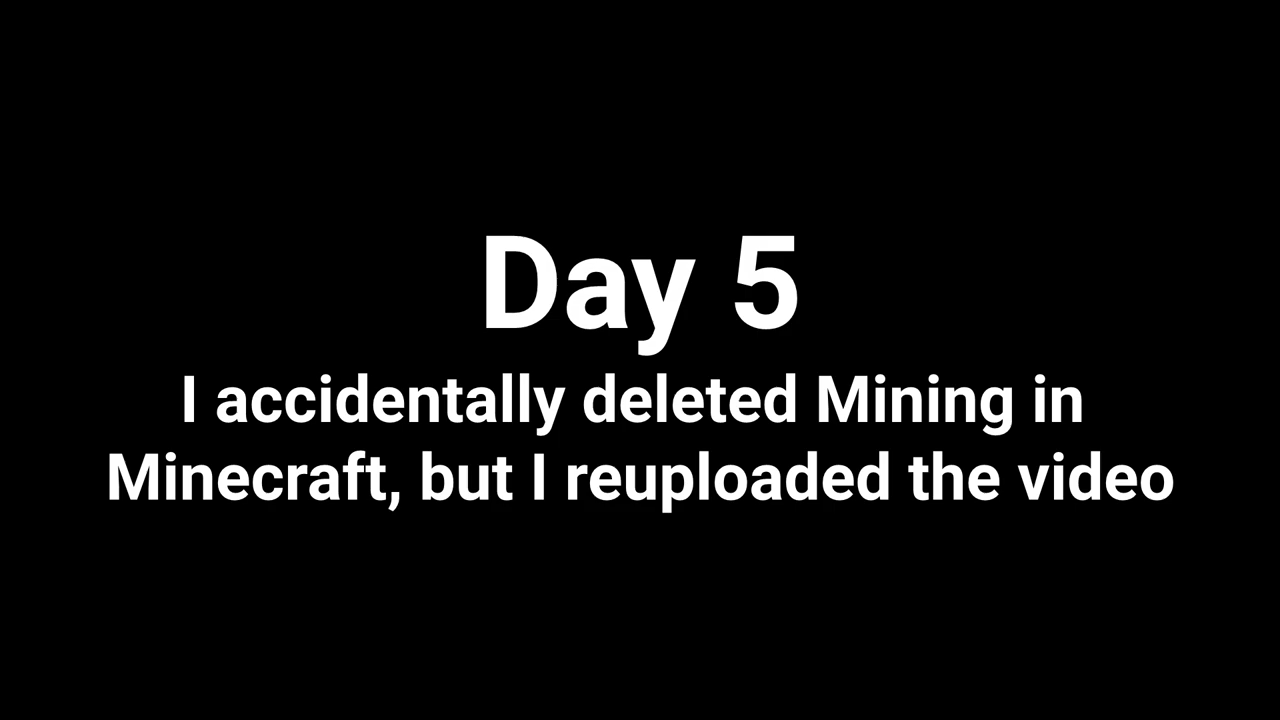 Day 5
I accidentally deleted Mining in
Minecraft, but I reuploaded the video